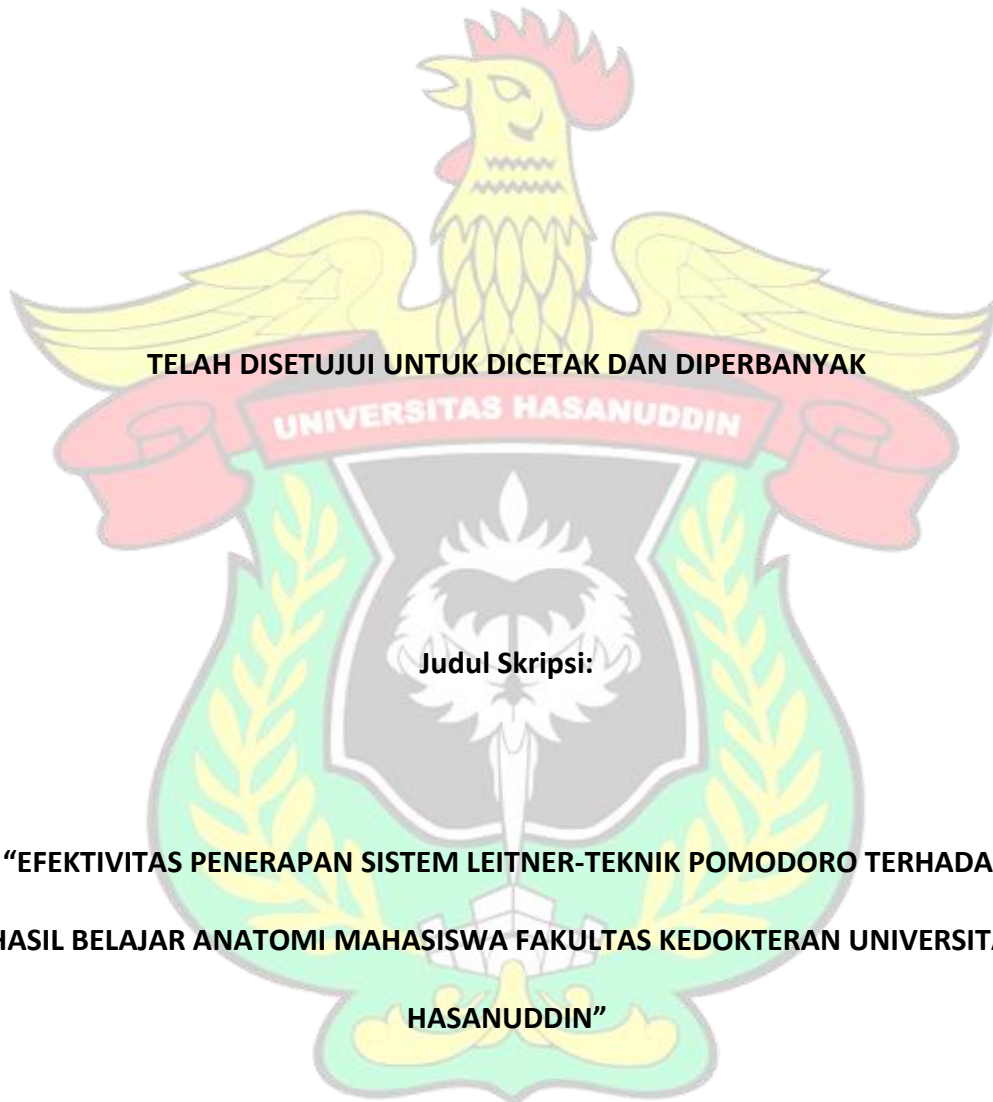 TELAH DISETUJUI UNTUK DICETAK DAN DIPERBANYAK
UNIVERSITAS HASANUDDIN
Judul Skripsi:
“EFEKTIVITAS PENERAPAN SISTEM LEITNER-TEKNIK POMODORO TERHADA
HASIL BELAJAR ANATOMI MAHASISWA FAKULTAS KEDOKTERAN UNIVERSITA
HASANUDDIN”